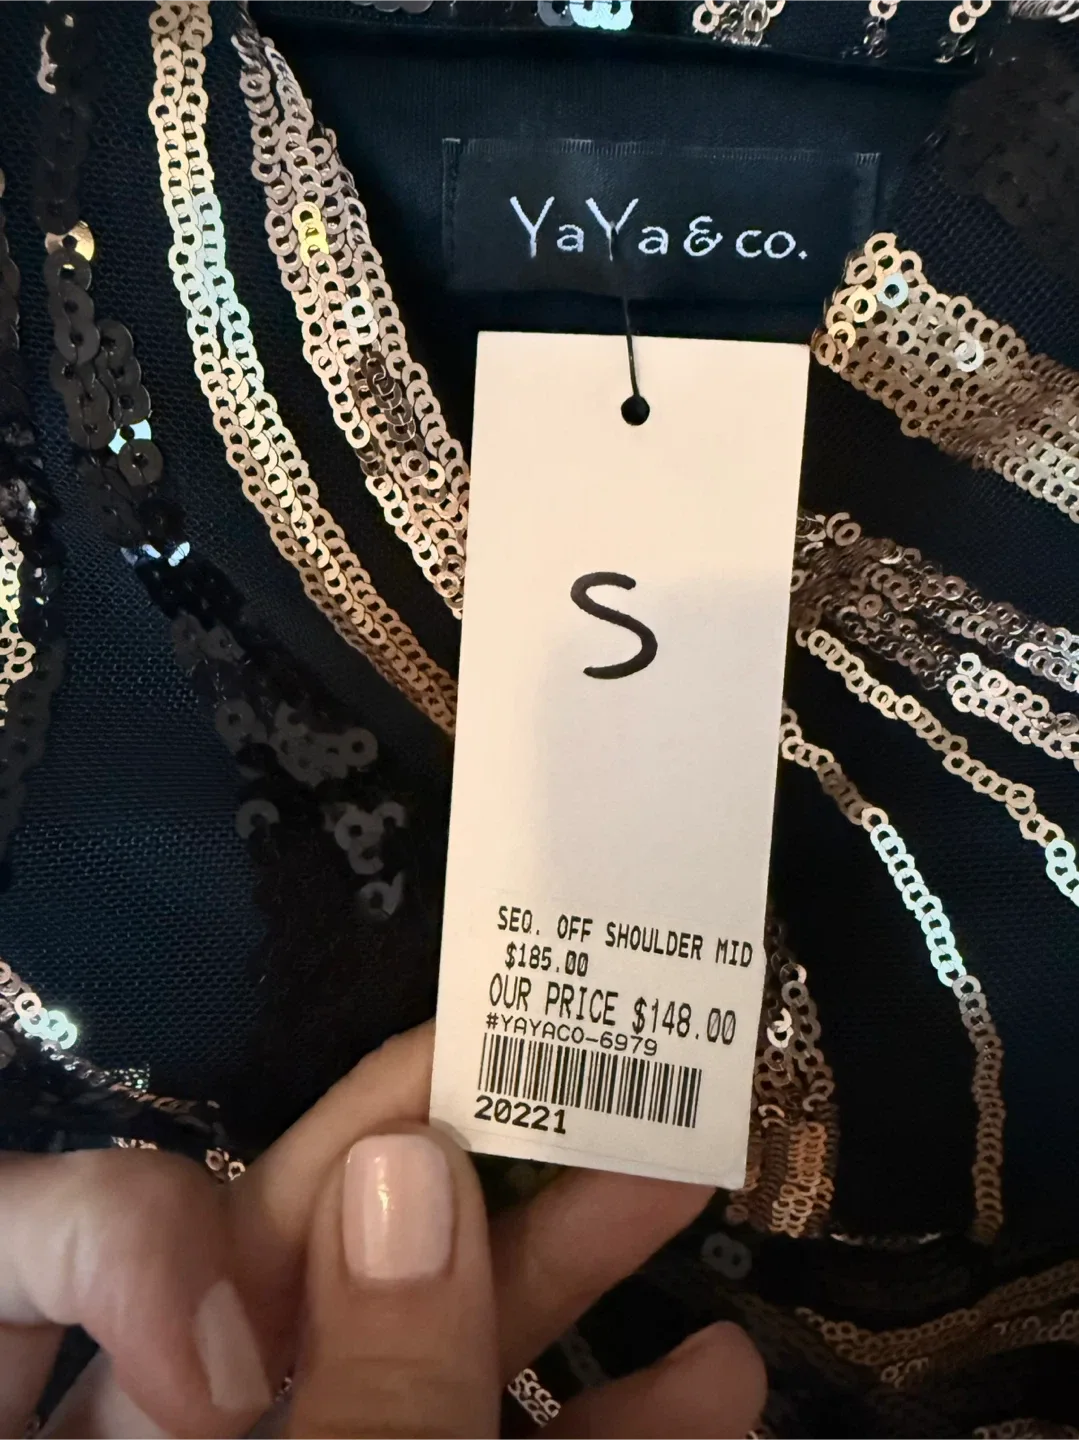 YaYa & co.
S
SEQ. OFF SHOULDER MID
$185.00
OUR PRICE $148.00
#YAYACO-6979
20221